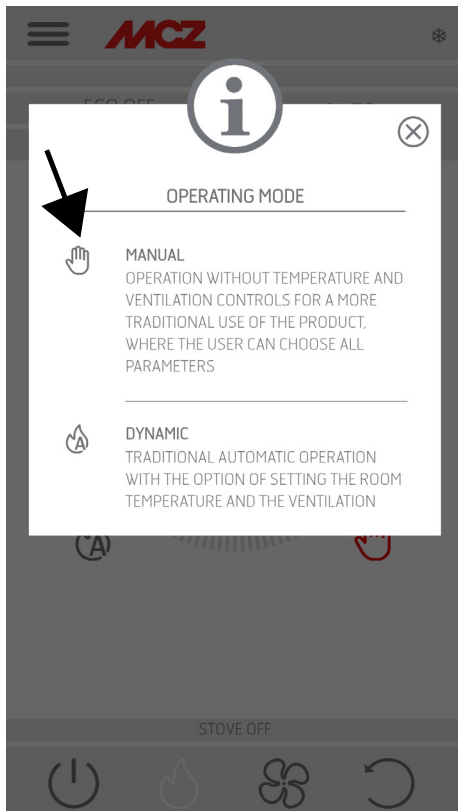 MCZ
OPERATING MODE
MANUAL
OPERATION WITHOUT TEMPERATURE AND
VENTILATION CONTROLS FOR A MORE
TRADITIONAL USE OF THE PRODUCT,
WHERE THE USER CAN CHOOSE ALL
PARAMETERS
A
DYNAMIC
TRADITIONAL AUTOMATIC OPERATION
WITH THE OPTION OF SETTING THE ROOM
TEMPERATURE AND THE VENTILATION
A
STOVE OFF